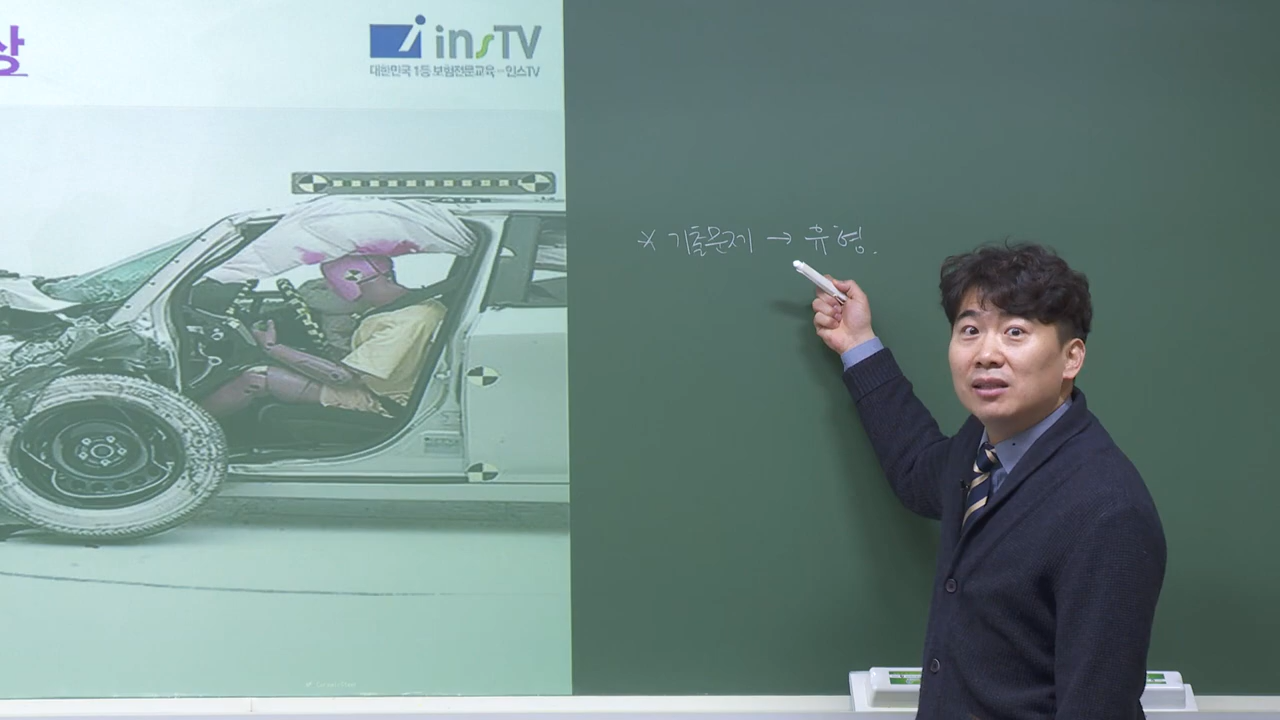 상
insTV
대한민국 1등 보험전문교육 - 인스TV
* 기출문제 → 유형.